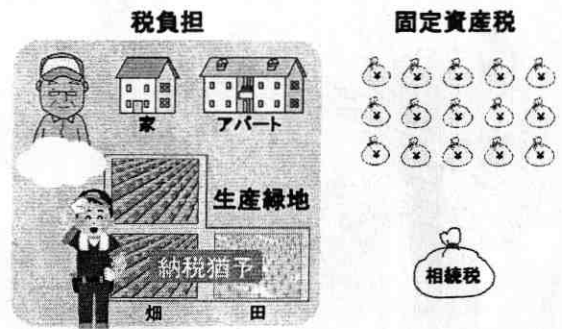 税負担
固定資産税
家
アパート
¥ ¥ ¥ ¥ ¥
¥ ¥ ¥ ¥ ¥
¥ ¥ ¥ ¥ ¥
生産緑地
納税猶予
相続税
畑
田